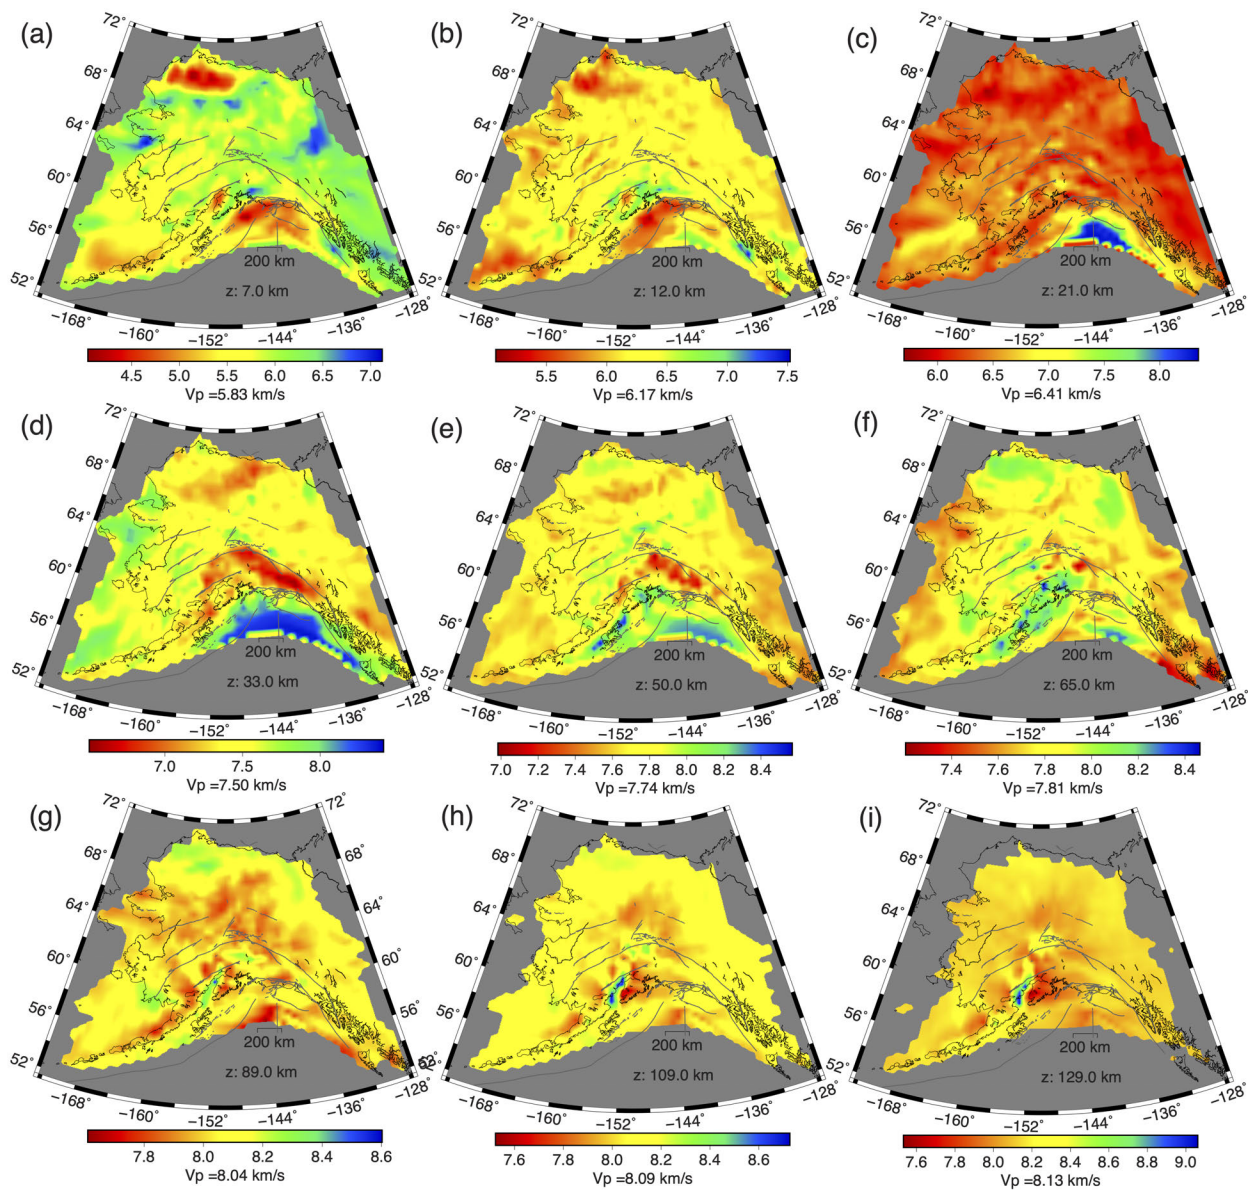 (a) (b) (c)
72° 72° 72°
68° 68° 68°
64° 64° 64°
60° 60° 60°
56° 56° 56°
52° 52° 52°
200 km 200 km 200 km
z: 7.0 km z: 12.0 km z: 21.0 km
−168° −160° −152° −144° −136° −128°
−168° −160° −152° −144° −136° −128°
−168° −160° −152° −144° −136° −128°
4.5 5.0 5.5 6.0 6.5 7.0
Vp =5.83 km/s
5.5 6.0 6.5 7.0 7.5
Vp =6.17 km/s
6.0 6.5 7.0 7.5 8.0
Vp =6.41 km/s
(d) (e) (f)
72° 72° 72°
68° 68° 68°
64° 64° 64°
60° 60° 60°
56° 56° 56°
52° 52° 52°
200 km 200 km 200 km
z: 33.0 km z: 50.0 km z: 65.0 km
−168° −160° −152° −144° −136° −128°
−168° −160° −152° −144° −136° −128°
−168° −160° −152° −144° −136° −128°
7.0 7.5 8.0
Vp =7.50 km/s
7.0 7.2 7.4 7.6 7.8 8.0 8.2 8.4
Vp =7.74 km/s
7.4 7.6 7.8 8.0 8.2 8.4
Vp =7.81 km/s
(g) (h) (i)
72° 72° 72° 72°
68° 68° 68° 68°
64° 64° 64° 64°
60° 60° 60° 60°
56° 56° 56° 56°
52° 52° 52° 52°
200 km 200 km 200 km
z: 89.0 km z: 109.0 km z: 129.0 km
−168° −160° −152° −144° −136° −128°
−168° −160° −152° −144° −136° −128°
−168° −160° −152° −144° −136° −128°
7.8 8.0 8.2 8.4 8.6
Vp =8.04 km/s
7.6 7.8 8.0 8.2 8.4 8.6
Vp =8.09 km/s
7.6 7.8 8.0 8.2 8.4 8.6 8.8 9.0
Vp =8.13 km/s